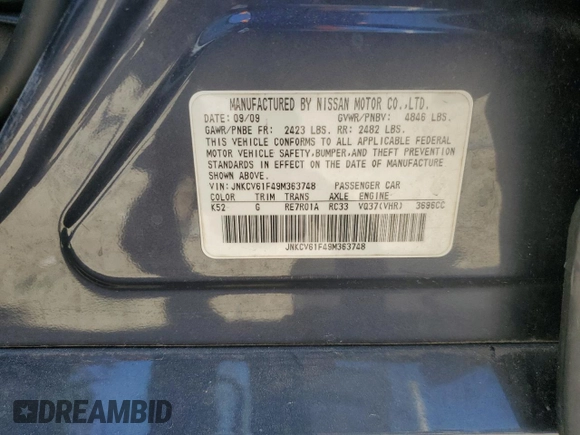 MANUFACTURED BY NISSAN MOTOR CO.,LTD.
DATE: 09/09 GVWR/PNBV: 4846 LBS.
GAWR/PNBE FR: 2423 LBS. RR: 2482 LBS.
THIS VEHICLE CONFORMS TO ALL APPLICABLE FEDERAL
MOTOR VEHICLE SAFETY, BUMPER, AND THEFT PREVENTION
STANDARDS IN EFFECT ON THE DATE OF MANUFACTURE
SHOWN ABOVE.
VIN: JNKCV61F49M363748 PASSENGER CAR
COLOR TRIM TRANS AXLE ENGINE
K52 G RE7R01A RC33 VQ37(VHR) 3696CC
JNKCV61F49M363748
DREAMBID